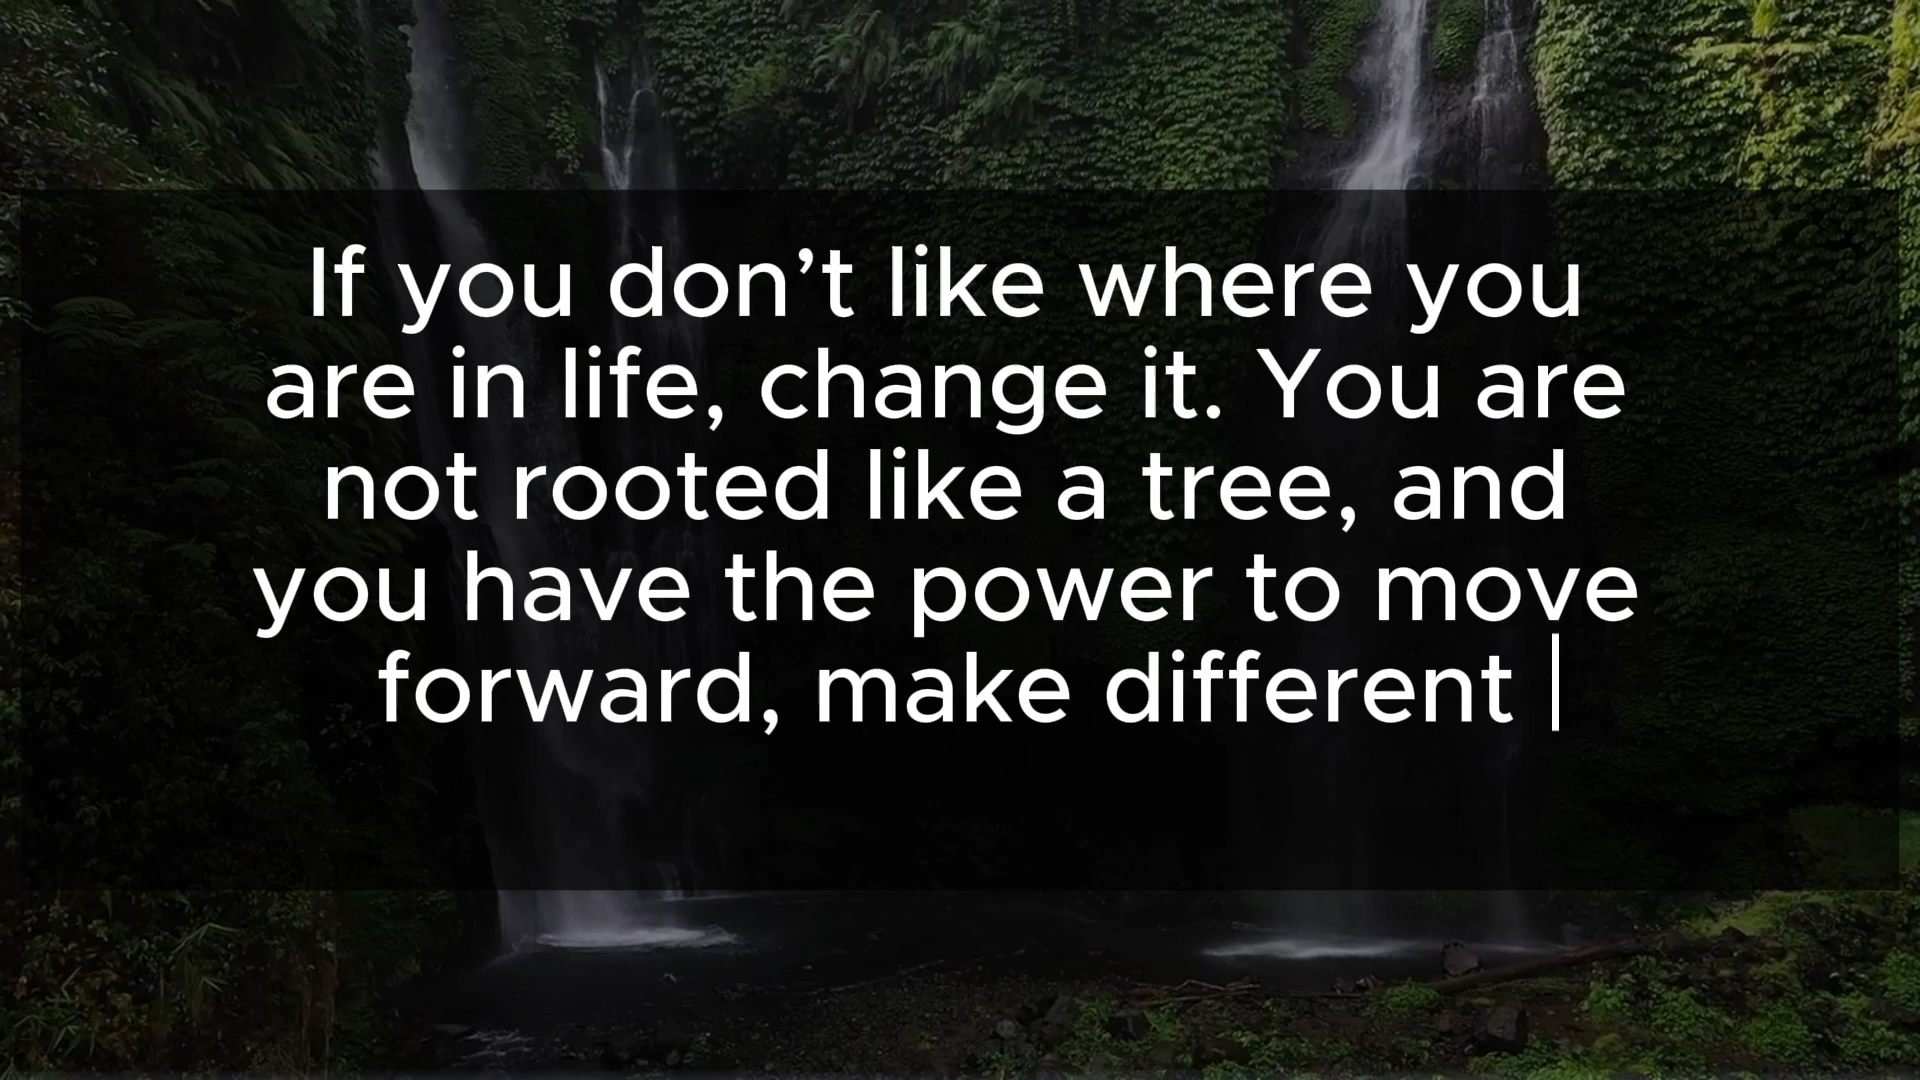 If you don’t like where you
are in life, change it. You are
not rooted like a tree, and
you have the power to move
forward, make different |